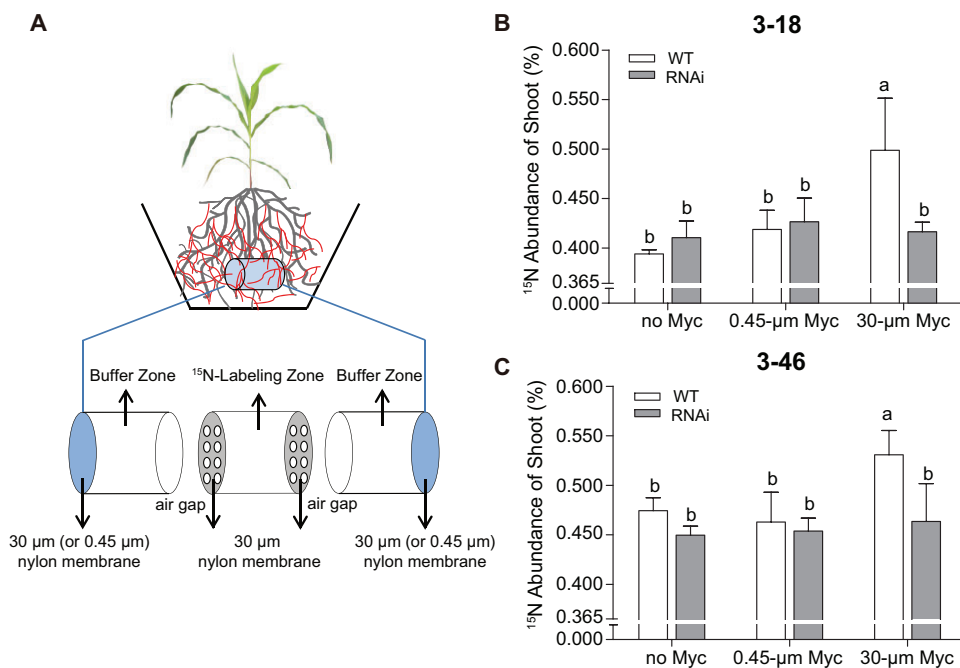 A
Buffer Zone
¹⁵N-Labeling Zone
Buffer Zone
air gap
air gap
30 µm (or 0.45 µm)
nylon membrane
30 µm
nylon membrane
30 µm (or 0.45 µm)
nylon membrane
B
3-18
¹⁵N Abundance of Shoot (%)
0.600
0.550
0.500
0.450
0.400
0.365
0.000
WT
RNAi
b
b
b
b
a
b
no Myc
0.45-µm Myc
30-µm Myc
C
3-46
¹⁵N Abundance of Shoot (%)
0.600
0.550
0.500
0.450
0.400
0.365
0.000
WT
RNAi
b
b
b
b
a
b
no Myc
0.45-µm Myc
30-µm Myc